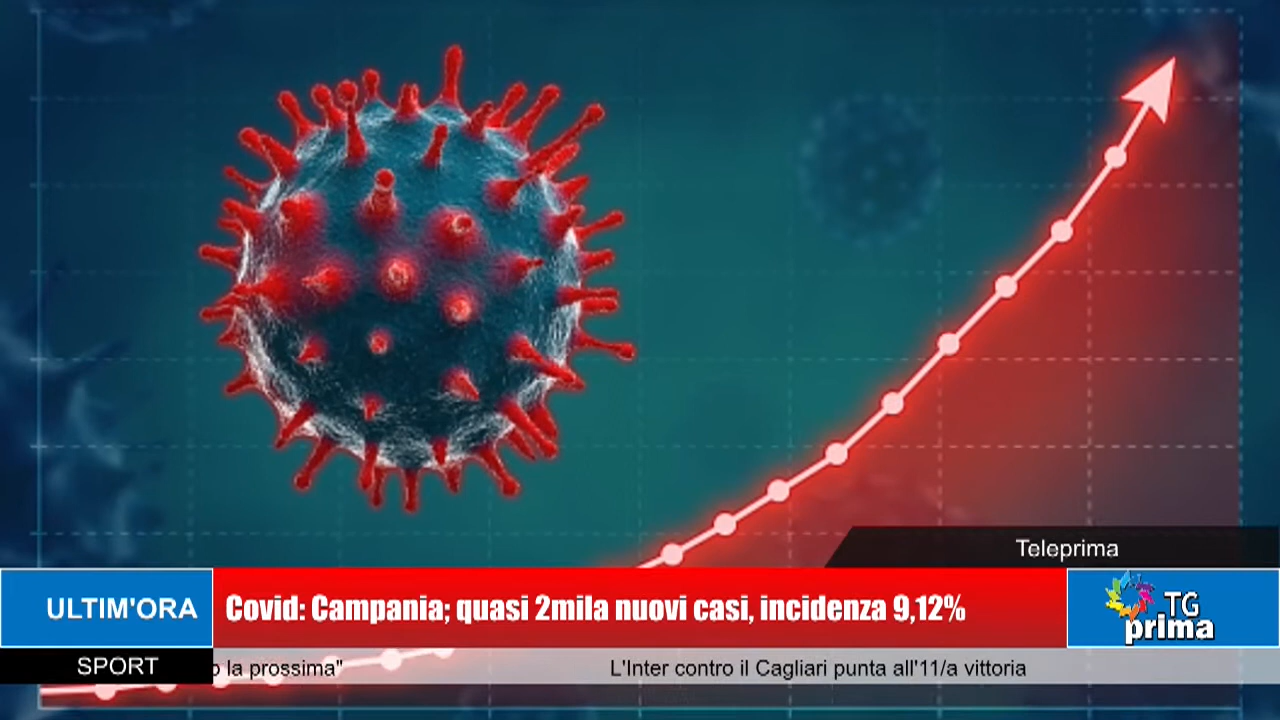 Teleprima
ULTIM'ORA
Covid: Campania; quasi 2mila nuovi casi, incidenza 9,12%
TG
prima
SPORT
o la prossima"
L'Inter contro il Cagliari punta all'11/a vittoria